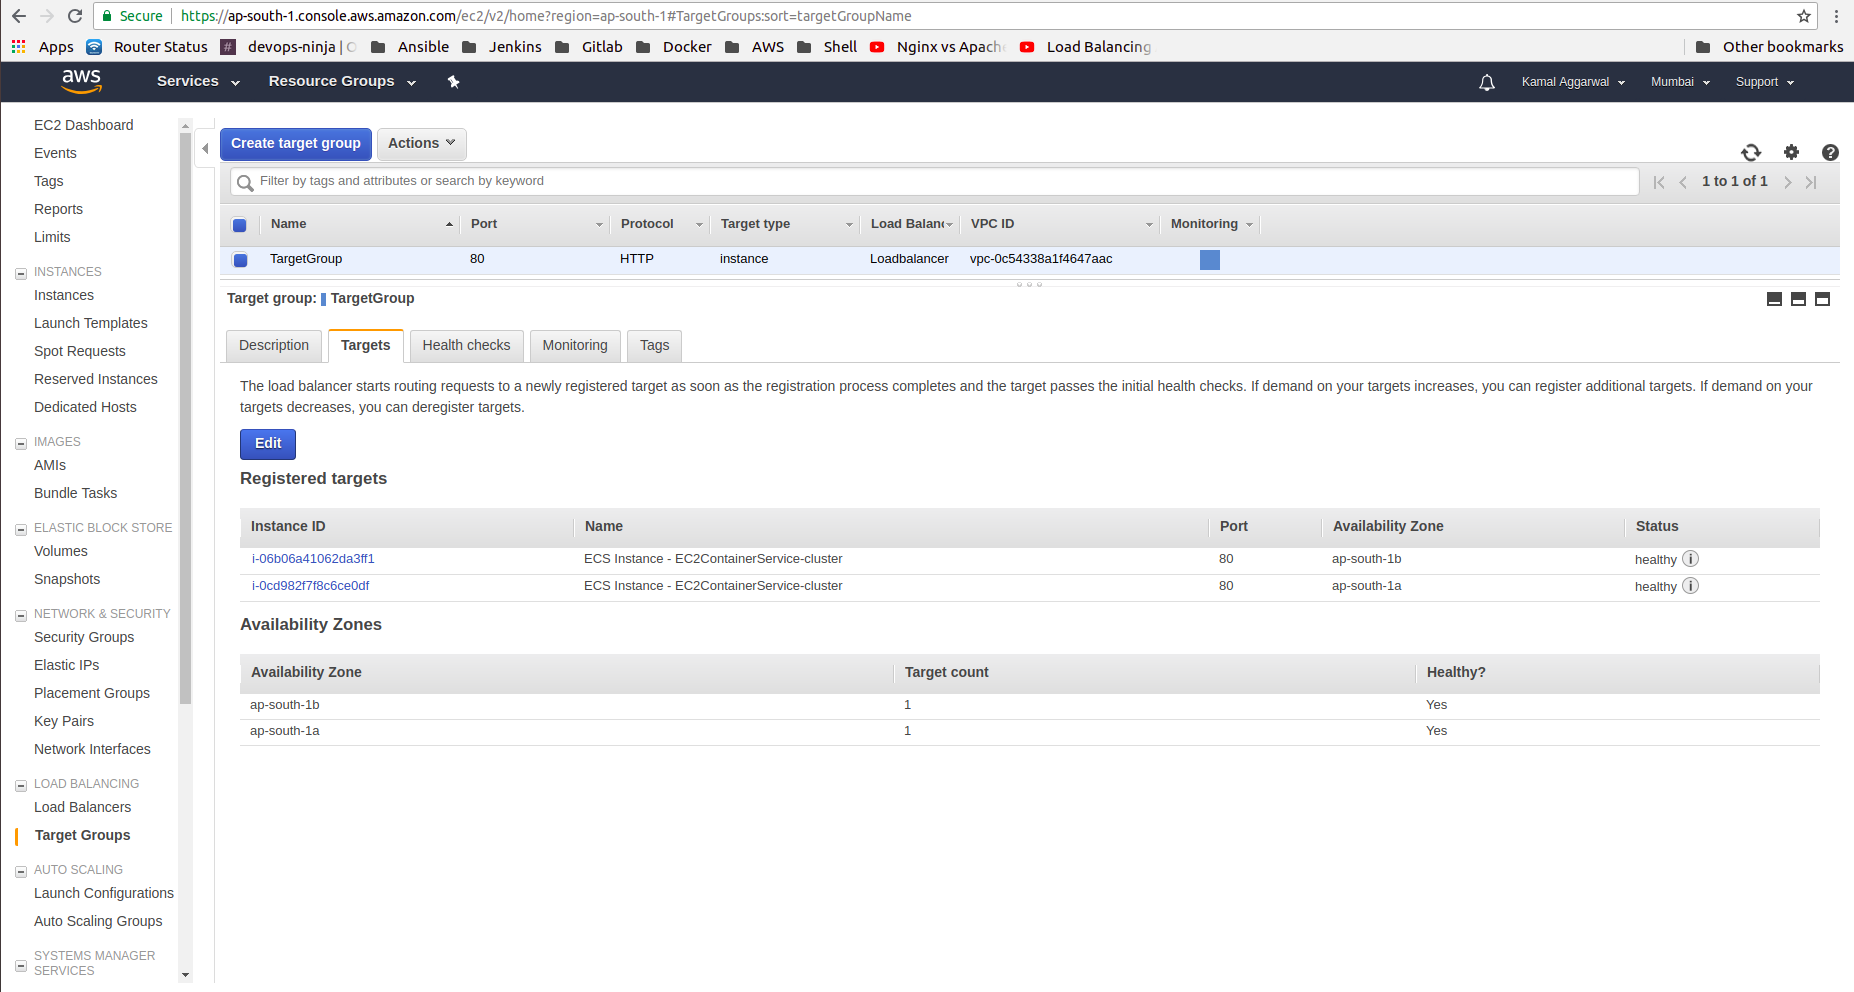 Secure https://ap-south-1.console.aws.amazon.com/ec2/v2/home?region=ap-south-1#TargetGroups:sort=targetGroupName
Apps Router Status # devops-ninja | Ansible Jenkins Gitlab Docker AWS Shell Nginx vs Apach Load Balancing Other bookmarks
aws Services Resource Groups Kamal Aggarwal Mumbai Support
EC2 Dashboard
Events
Tags
Reports
Limits
INSTANCES
Instances
Launch Templates
Spot Requests
Reserved Instances
Dedicated Hosts
IMAGES
AMIs
Bundle Tasks
ELASTIC BLOCK STORE
Volumes
Snapshots
NETWORK & SECURITY
Security Groups
Elastic IPs
Placement Groups
Key Pairs
Network Interfaces
LOAD BALANCING
Load Balancers
Target Groups
AUTO SCALING
Launch Configurations
Auto Scaling Groups
SYSTEMS MANAGER
SERVICES
Create target group Actions
Filter by tags and attributes or search by keyword 1 to 1 of 1
Name Port Protocol Target type Load Balanc VPC ID Monitoring
TargetGroup 80 HTTP instance Loadbalancer vpc-0c54338a1f4647aac
Target group: TargetGroup
Description Targets Health checks Monitoring Tags
The load balancer starts routing requests to a newly registered target as soon as the registration process completes and the target passes the initial health checks. If demand on your targets increases, you can register additional targets. If demand on your
targets decreases, you can deregister targets.
Edit
Registered targets
Instance ID Name Port Availability Zone Status
i-06b06a41062da3ff1 ECS Instance - EC2ContainerService-cluster 80 ap-south-1b healthy
i-0cd982f7f8c6ce0df ECS Instance - EC2ContainerService-cluster 80 ap-south-1a healthy
Availability Zones
Availability Zone Target count Healthy?
ap-south-1b 1 Yes
ap-south-1a 1 Yes